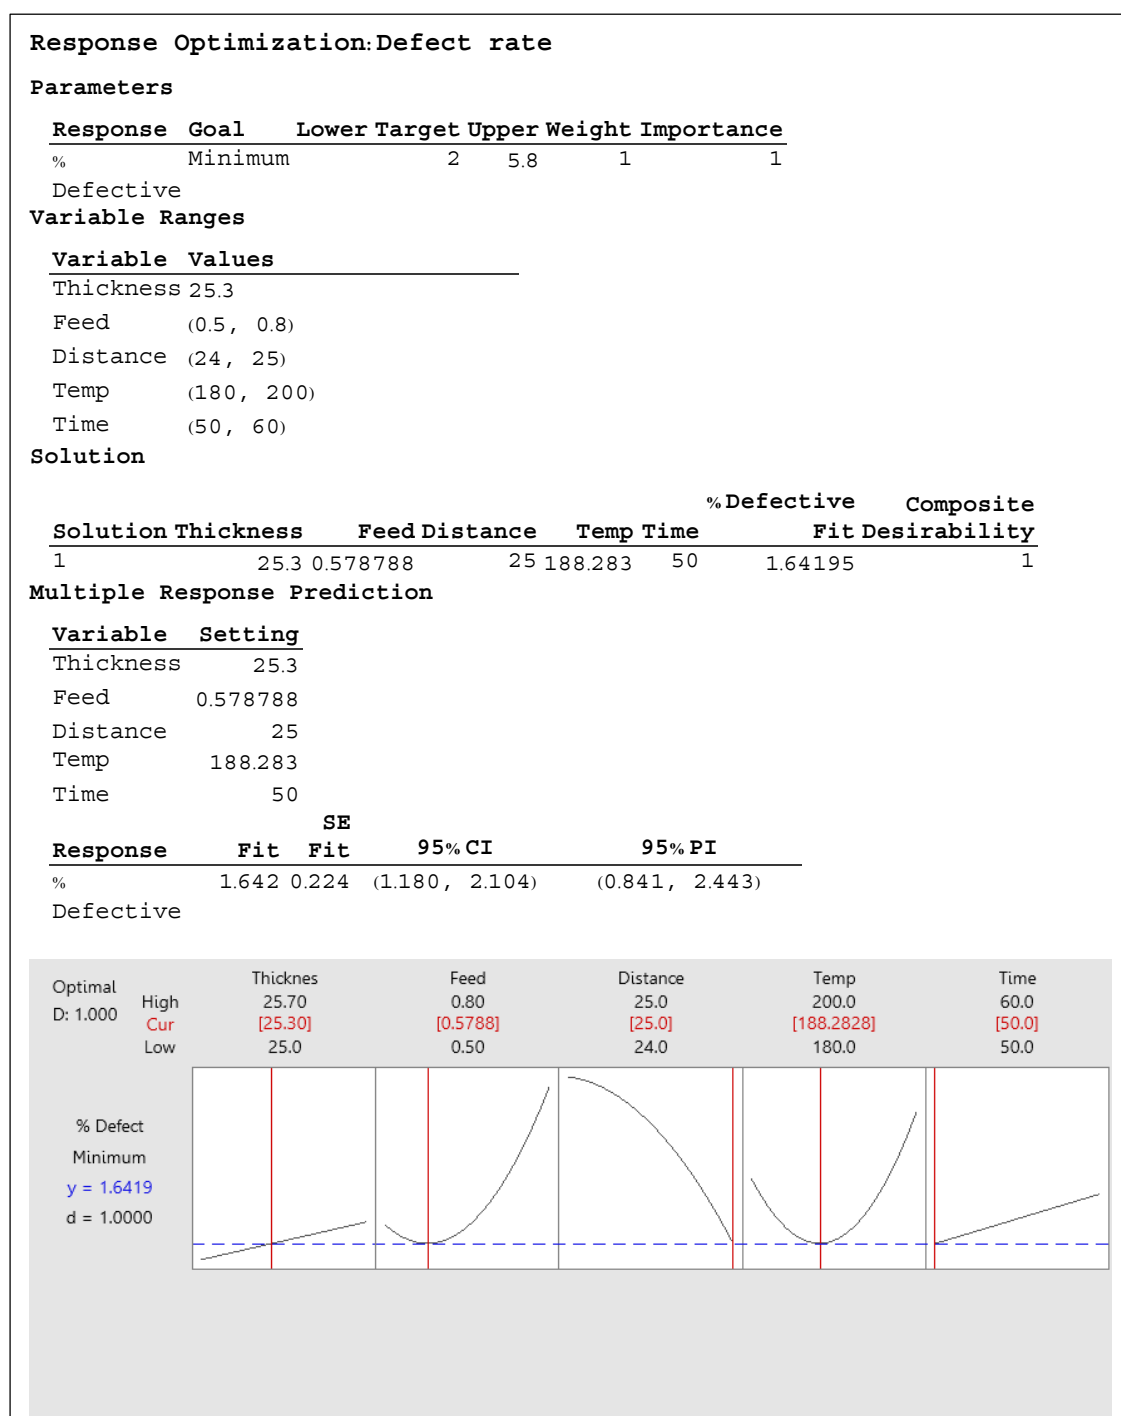 Response Optimization: Defect rate
Parameters
Response Goal Lower Target Upper Weight Importance
% Minimum 2 5.8 1 1
Defective
Variable Ranges
Variable Values
Thickness 25.3
Feed (0.5, 0.8)
Distance (24, 25)
Temp (180, 200)
Time (50, 60)
Solution
% Defective Composite
Solution Thickness Feed Distance Temp Time Fit Desirability
1 25.3 0.578788 25 188.283 50 1.64195 1
Multiple Response Prediction
Variable Setting
Thickness 25.3
Feed 0.578788
Distance 25
Temp 188.283
Time 50
SE
Response Fit Fit 95% CI 95% PI
% 1.642 0.224 (1.180, 2.104) (0.841, 2.443)
Defective
Optimal Thicknes Feed Distance Temp Time
High 25.70 0.80 25.0 200.0 60.0
D: 1.000 Cur [25.30] [0.5788] [25.0] [188.2828] [50.0]
Low 25.0 0.50 24.0 180.0 50.0
% Defect
Minimum
y = 1.6419
d = 1.0000